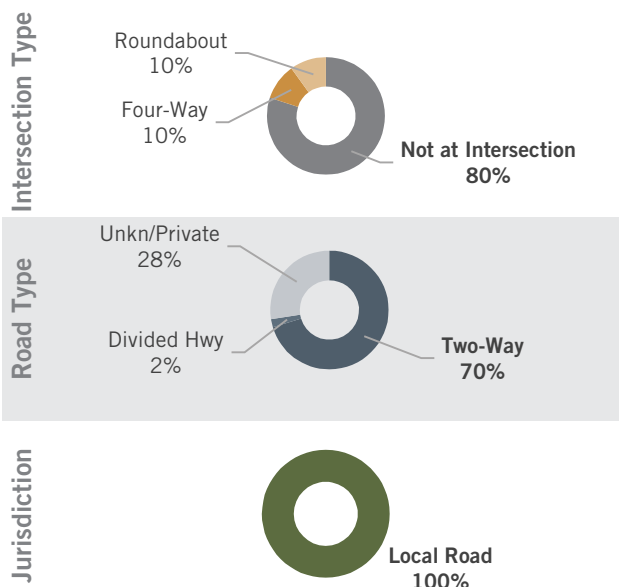 Intersection Type
Roundabout
10%
Four-Way
10%
Not at Intersection
80%
Road Type
Unkn/Private
28%
Divided Hwy
2%
Two-Way
70%
Jurisdiction
Local Road
100%